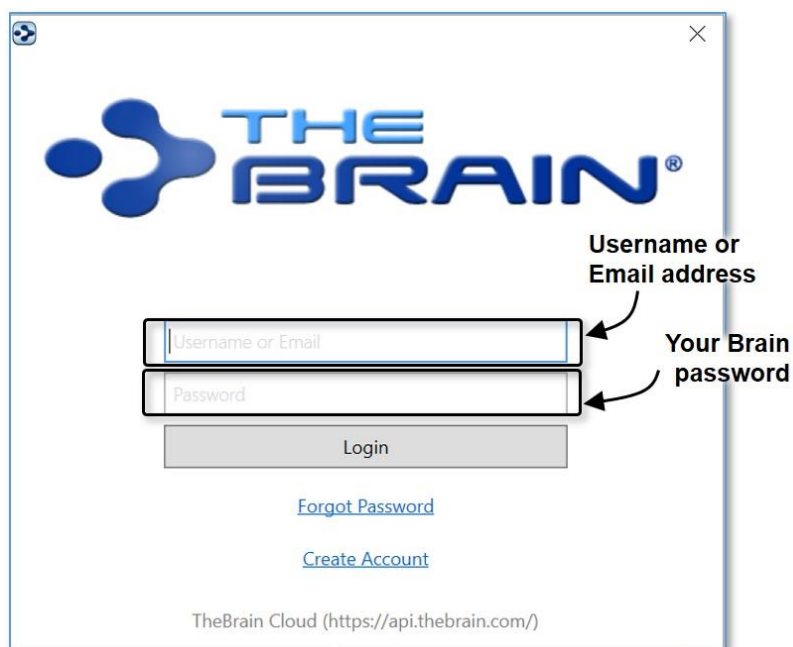 THE
BRAIN®
Username or
Email address
Username or Email
Your Brain
password
Password
Login
Forgot Password
Create Account
TheBrain Cloud (https://api.thebrain.com/)